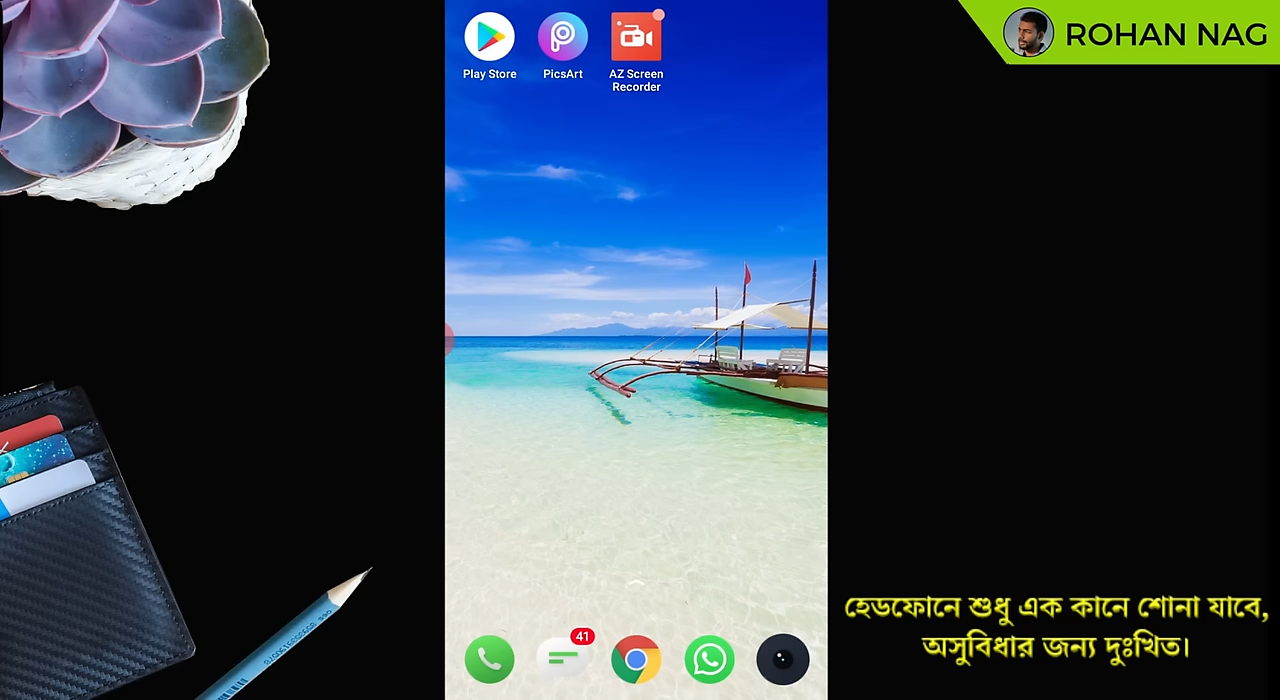 ROHAN NAG
Play Store
PicsArt
AZ Screen
Recorder
41
হেডফোনে শুধু এক কানে শোনা যাবে,
অসুবিধার জন্য দুঃখিত।